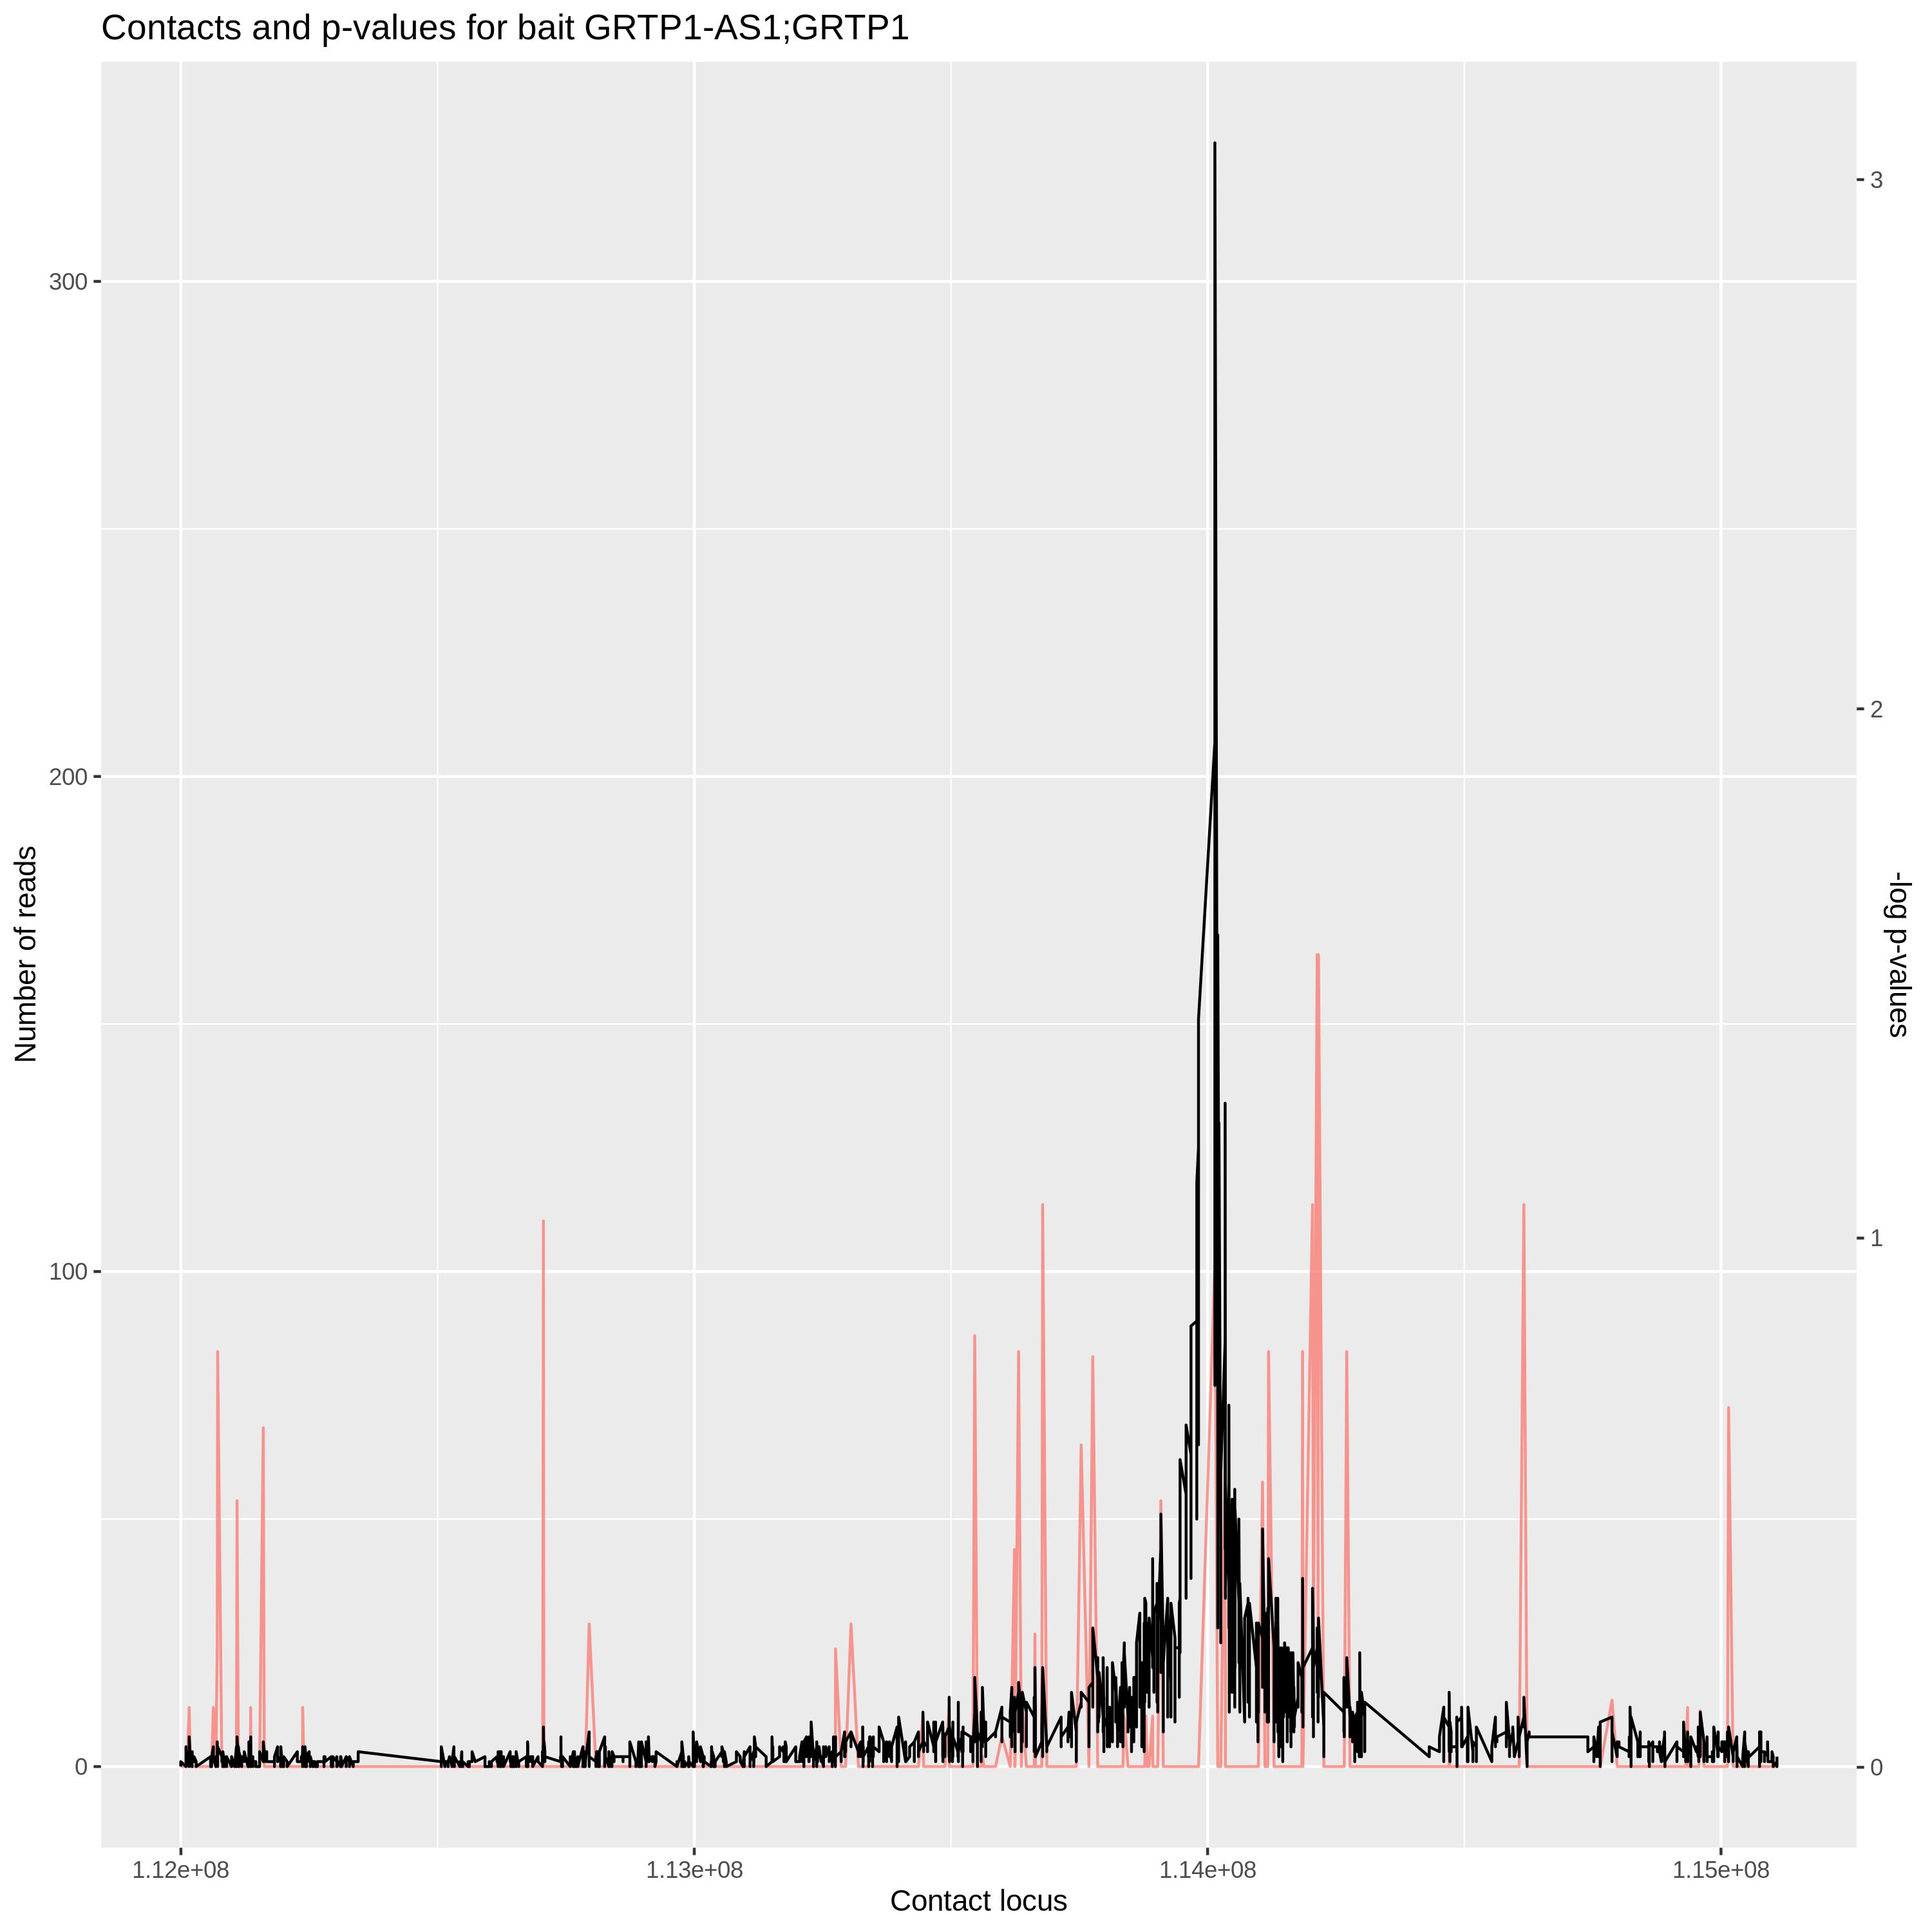 Contacts and p-values for bait GRTP1-AS1;GRTP1
300
200
100
0
Number of reads
3
2
1
0
-log p-values
1.12e+08
1.13e+08
1.14e+08
1.15e+08
Contact locus